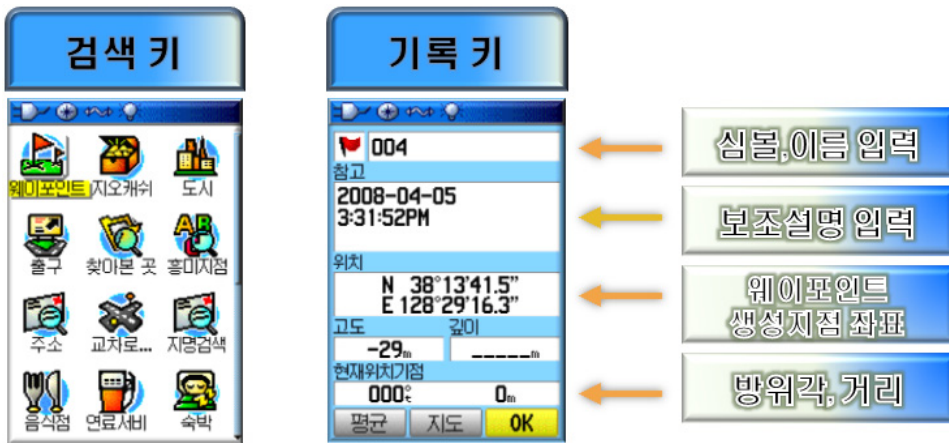 검색 키
기록 키
웨이포인트 지오캐쉬 도시
출구 찾아본 곳 흥미지점
주소 교차로... 지명검색
음식점 연료서비 숙박
004
참고
2008-04-05
3:31:52PM
위치
N 38°13'41.5"
E 128°29'16.3"
고도 깊이
-29m _____m
현재위치기점
000°t 0m
평균 지도 OK
심볼,이름 입력
보조설명 입력
웨이포인트
생성지점 좌표
방위각, 거리